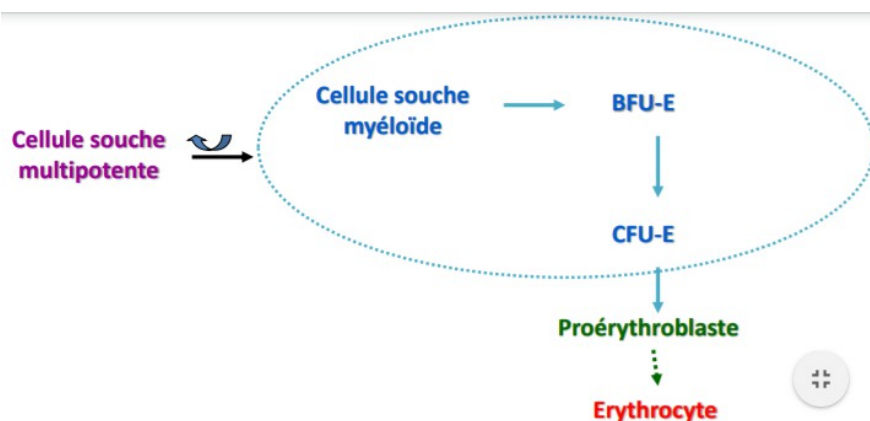 Cellule souche
myéloïde
BFU-E
Cellule souche
multipotente
CFU-E
Proérythroblaste
Erythrocyte